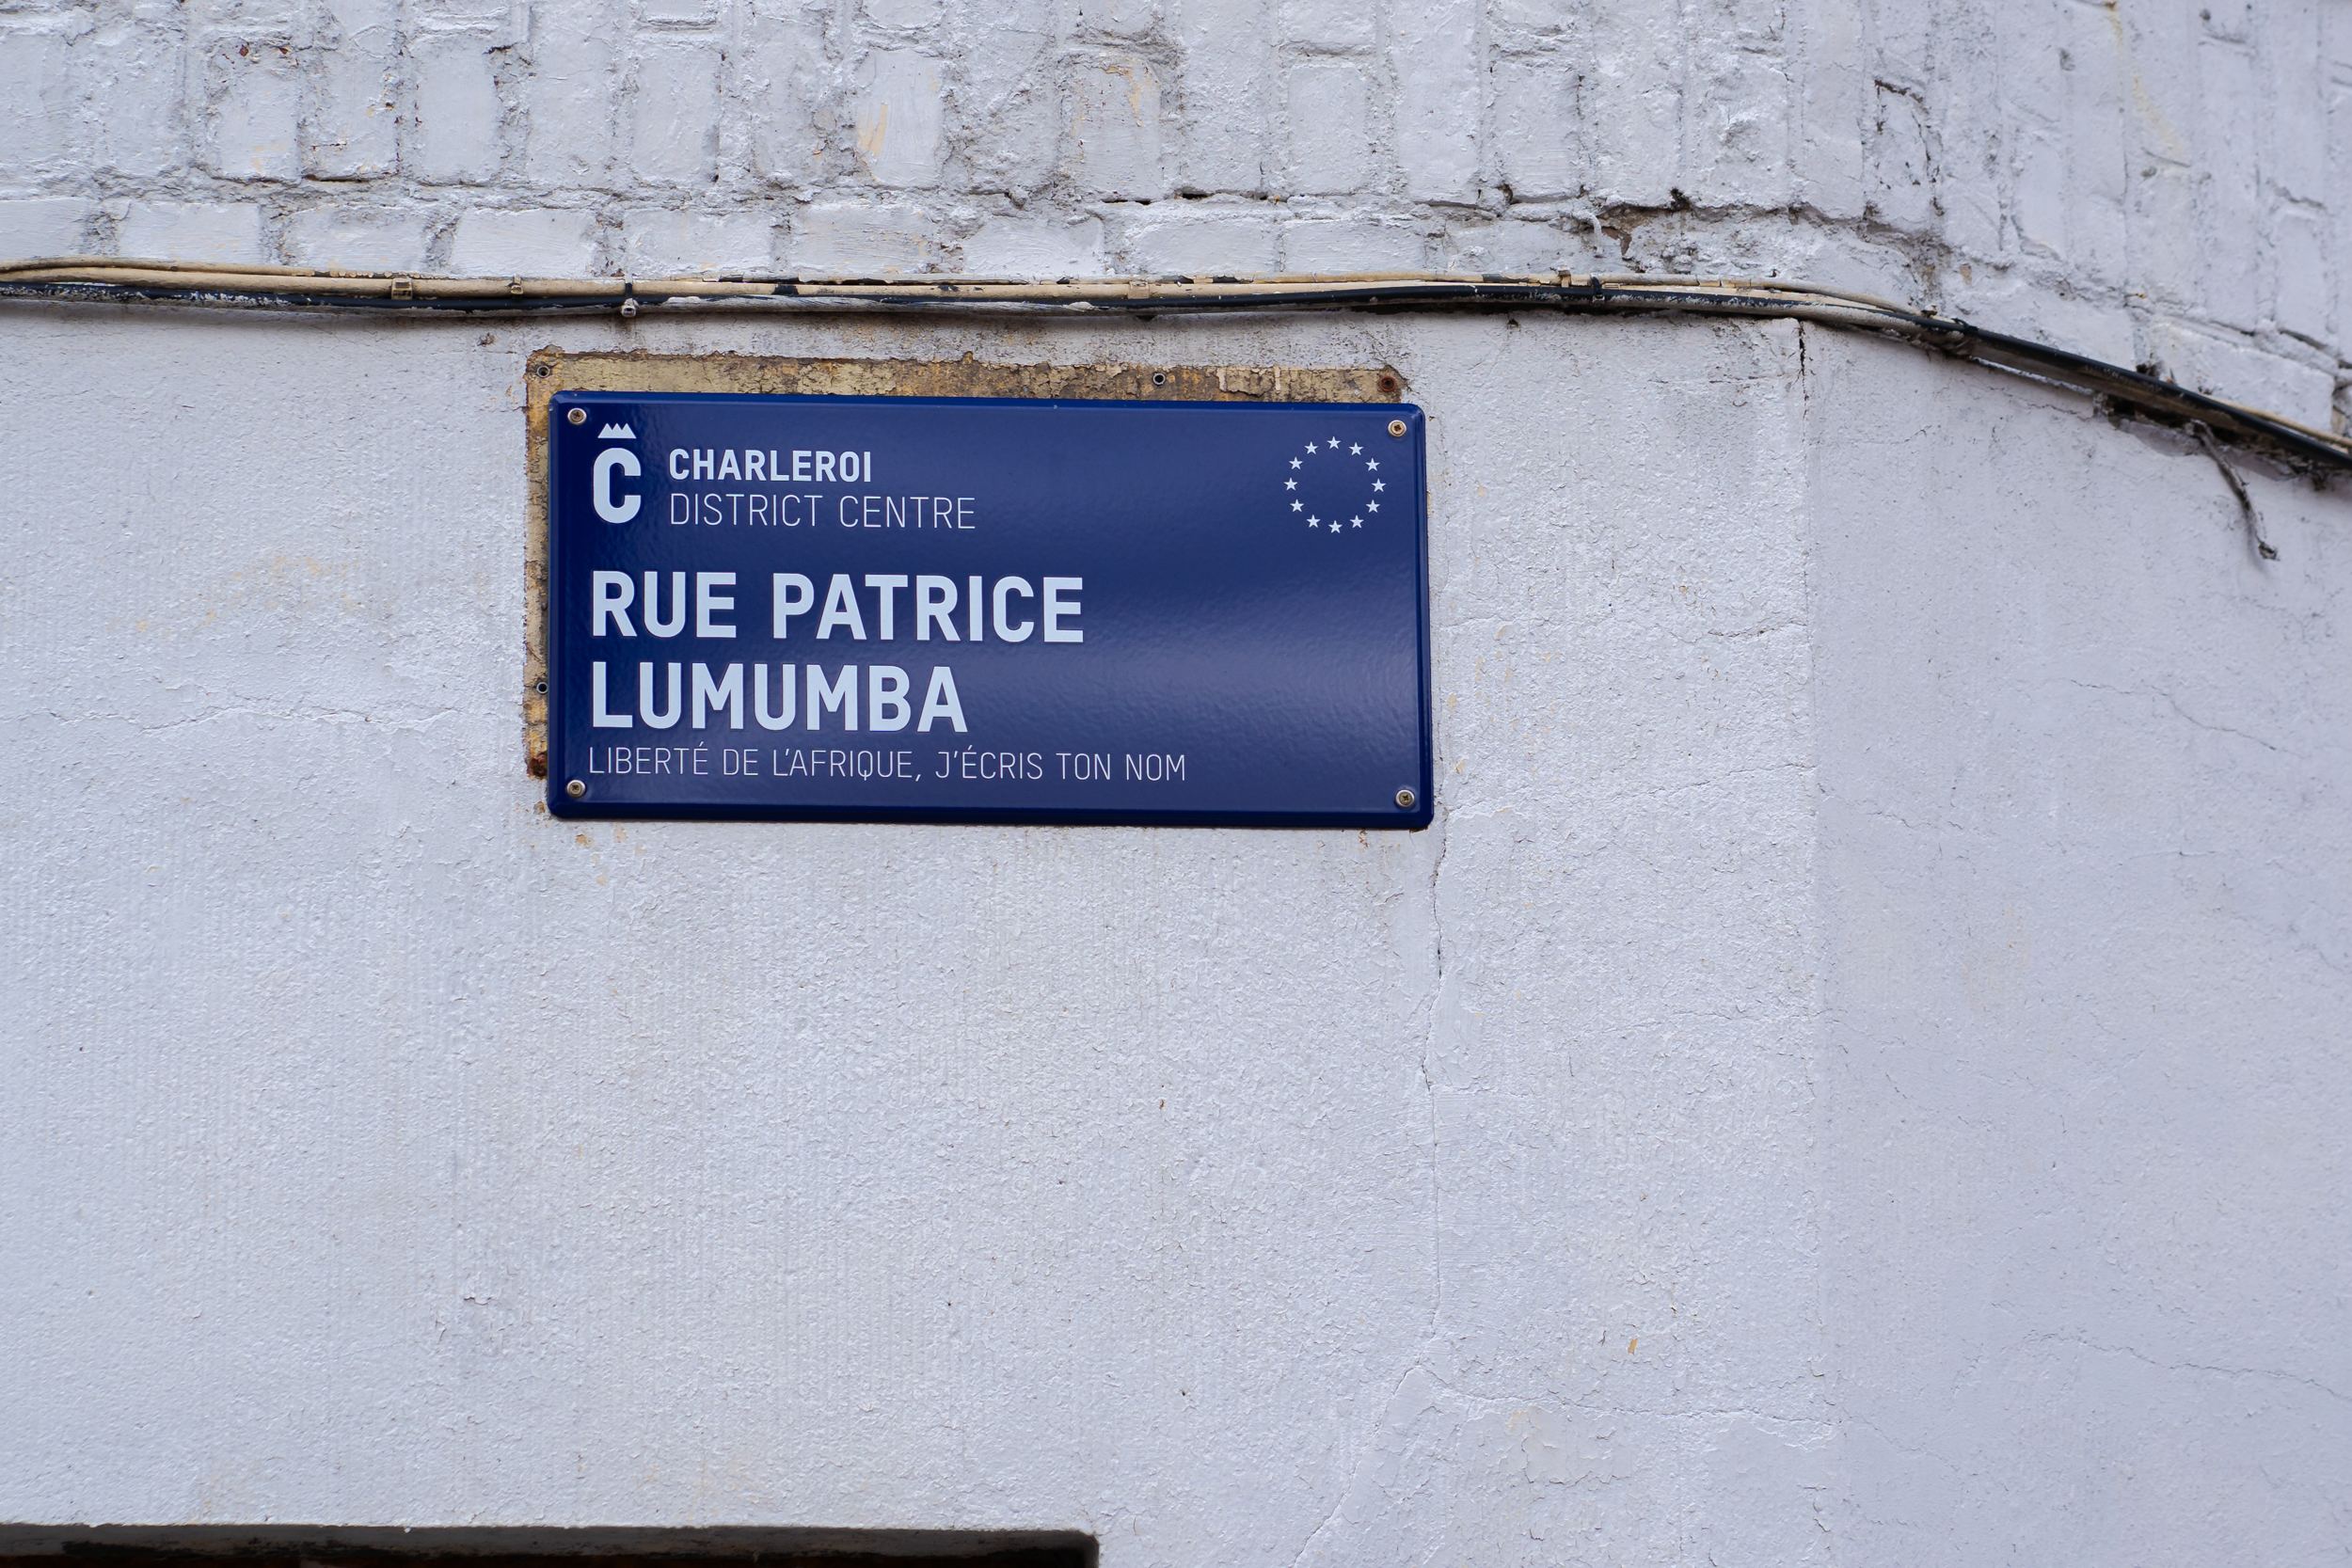 C
CHARLEROI
DISTRICT CENTRE
RUE PATRICE
LUMUMBA
LIBERTÉ DE L'AFRIQUE, J'ÉCRIS TON NOM